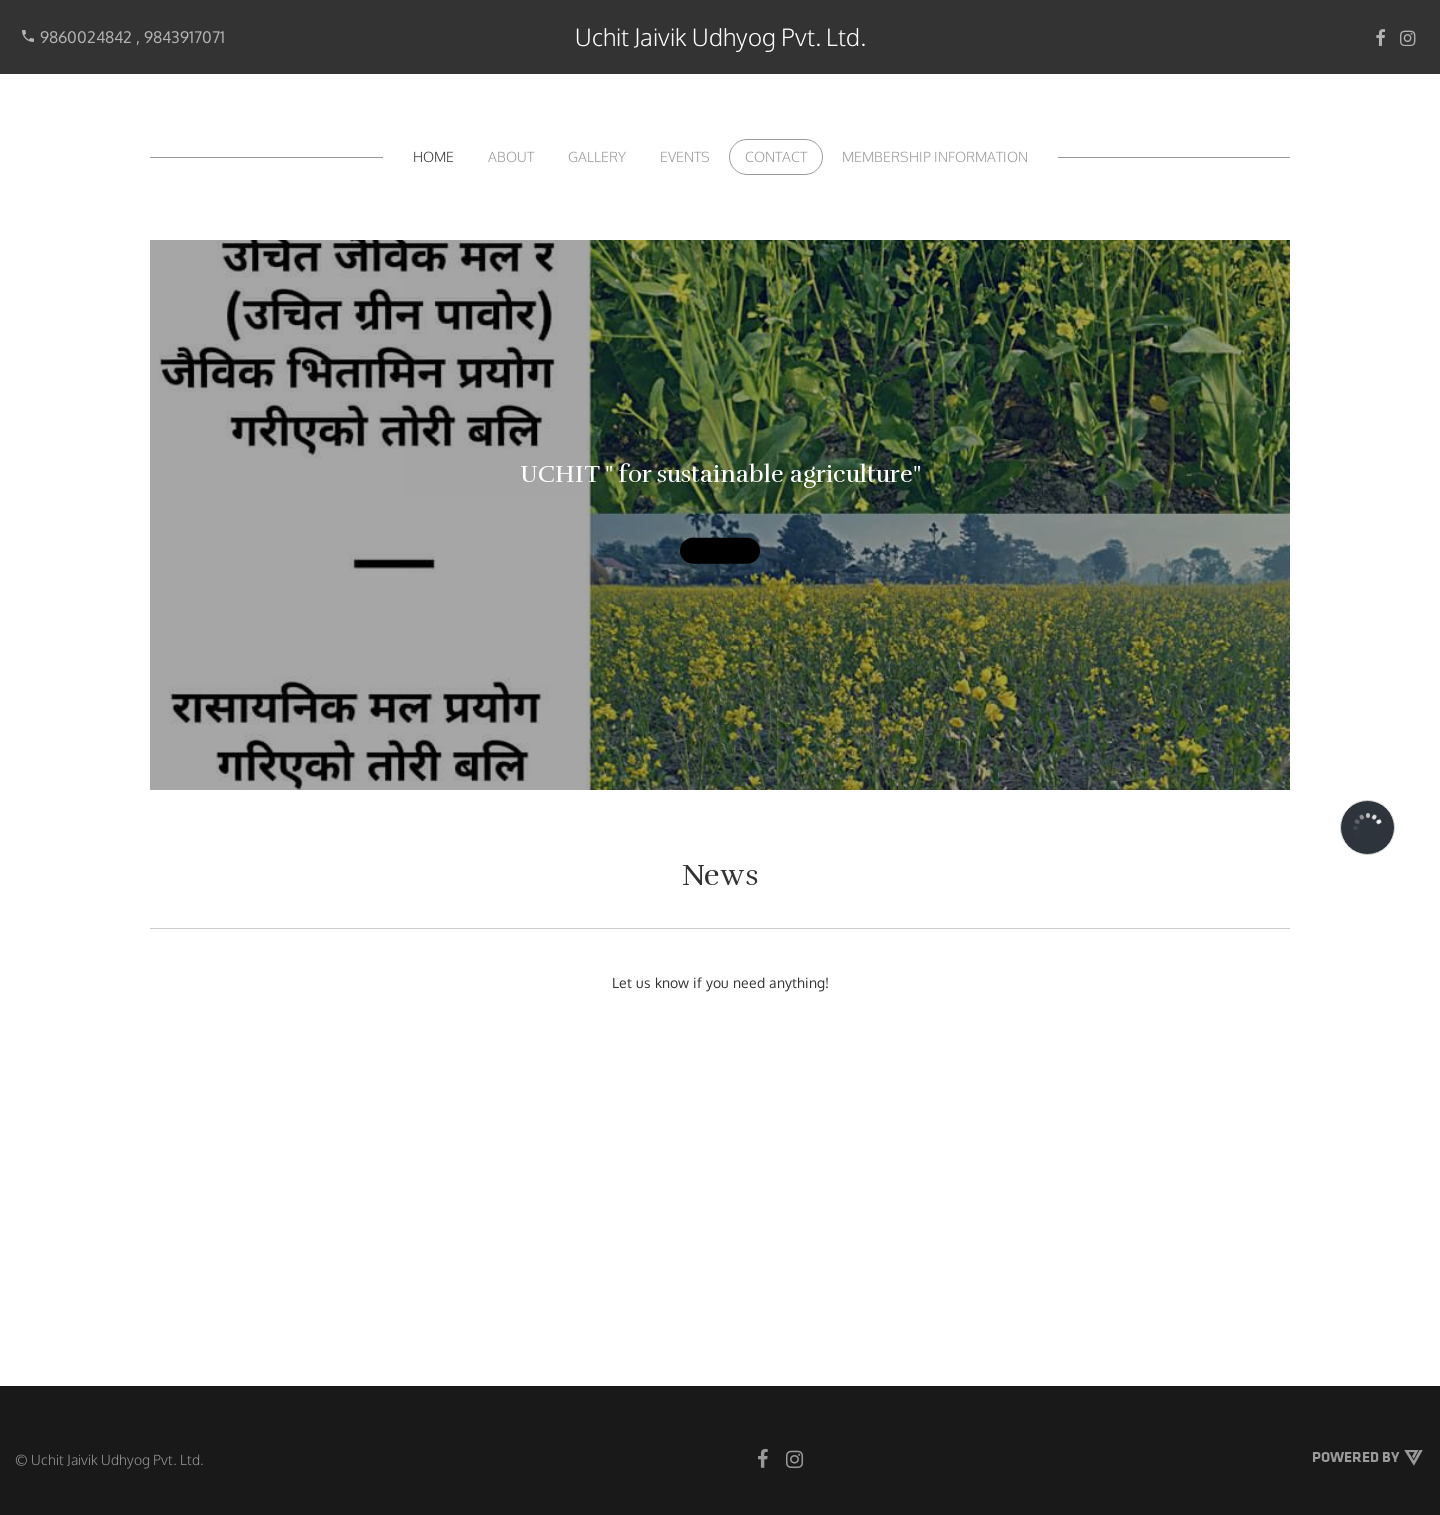 9860024842 , 9843917071
Uchit Jaivik Udhyog Pvt. Ltd.
HOME ABOUT GALLERY EVENTS CONTACT MEMBERSHIP INFORMATION
उचित जैविक मल र
(उचित ग्रीन पावोर)
जैविक भितामिन प्रयोग
गरीएको तोरी बलि
UCHIT " for sustainable agriculture"
रासायनिक मल प्रयोग
गरिएको तोरी बलि
News
Let us know if you need anything!
© Uchit Jaivik Udhyog Pvt. Ltd.
POWERED BY